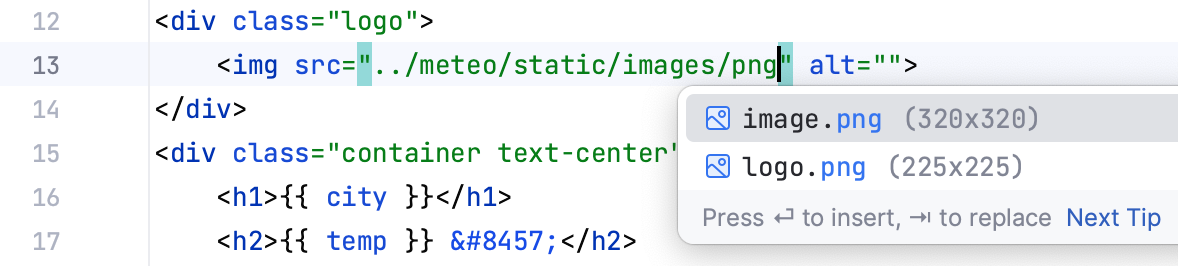 12 <div class="logo">
13 <img src="../meteo/static/images/png" alt="">
14 </div>
image.png (320x320)
15 <div class="container text-center"
logo.png (225x225)
16 <h1>{{ city }}</h1>
Press ⏎ to insert, ⇥ to replace Next Tip
17 <h2>{{ temp }} &#8457;</h2>